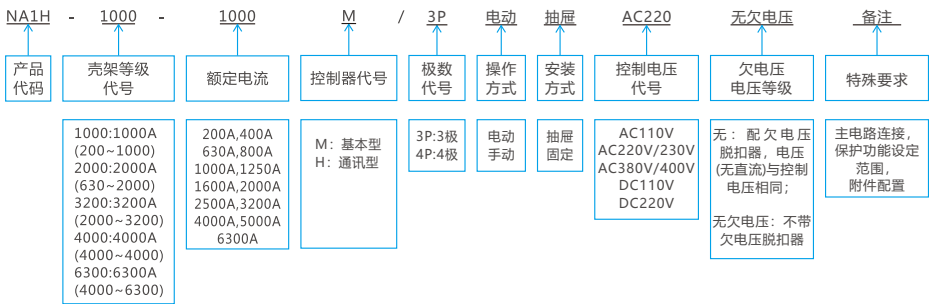 NA1H - 1000 - 1000 M / 3P 电动 抽屉 AC220 无欠电压 备注
产品
代码
壳架等级
代号
额定电流
控制器代号
极数
代号
操作
方式
安装
方式
控制电压
代号
欠电压
电压等级
特殊要求
1000:1000A
(200~1000)
2000:2000A
(630~2000)
3200:3200A
(2000~3200)
4000:4000A
(4000~4000)
6300:6300A
(4000~6300)
200A,400A
630A,800A
1000A,1250A
1600A,2000A
2500A,3200A
4000A,5000A
6300A
M：基本型
H：通讯型
3P:3极
4P:4极
电动
手动
抽屉
固定
AC110V
AC220V/230V
AC380V/400V
DC110V
DC220V
无：配欠电压
脱扣器，电压
(无直流)与控制
电压相同；
无欠电压：不带
欠电压脱扣器
主电路连接，
保护功能设定
范围，
附件配置